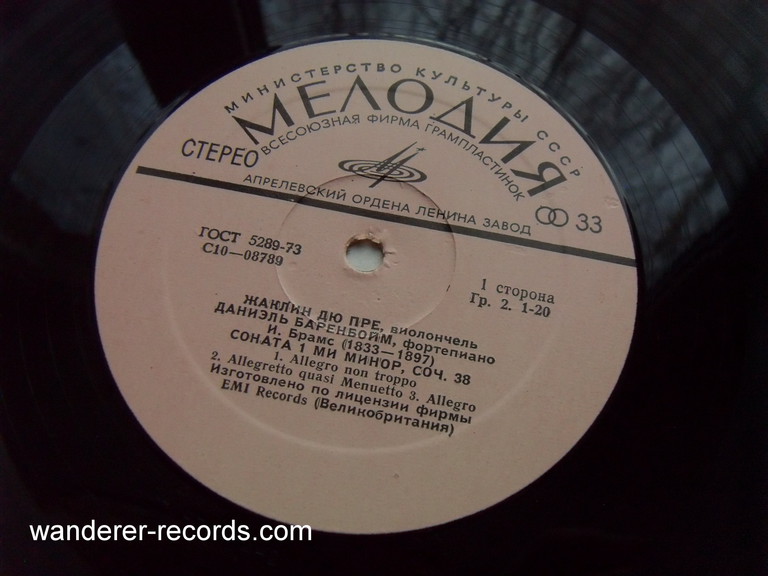 МИНИСТЕРСТВО КУЛЬТУРЫ СССР
МЕЛОДИЯ
ВСЕСОЮЗНАЯ ФИРМА ГРАМПЛАСТИНОК
СТЕРЕО
АПРЕЛЕВСКИЙ ОРДЕНА ЛЕНИНА ЗАВОД
33
ГОСТ 5289-73
С10—08789
1 сторона
Гр. 2. 1-20
ЖАКЛИН ДЮ ПРЕ, виолончель
ДАНИЭЛЬ БАРЕНБОЙМ, фортепиано
И. Брамс (1833—1897)
СОНАТА 1 МИ МИНОР, СОЧ. 38
1. Allegro non troppo
2. Allegretto quasi Menuetto 3. Allegro
Изготовлено по лицензии фирмы
EMI Records (Великобритания)
wanderer-records.com